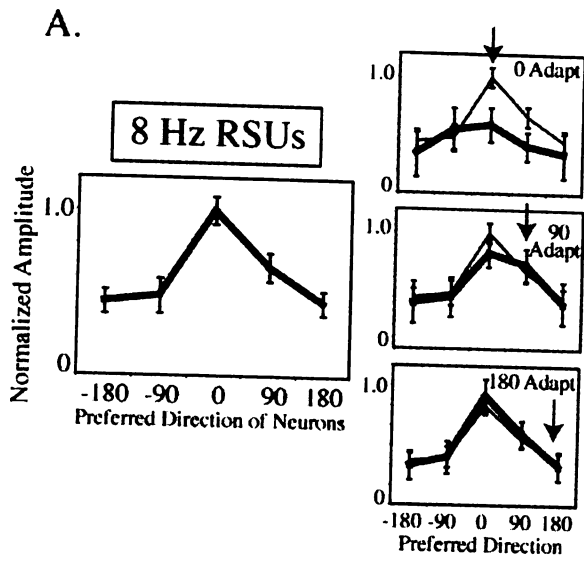 A.
8 Hz RSUs
Normalized Amplitude
1.0
0
-180 -90 0 90 180
Preferred Direction of Neurons
0 Adapt
1.0
0
90
Adapt
1.0
0
180 Adapt
1.0
0
-180 -90 0 90 180
Preferred Direction